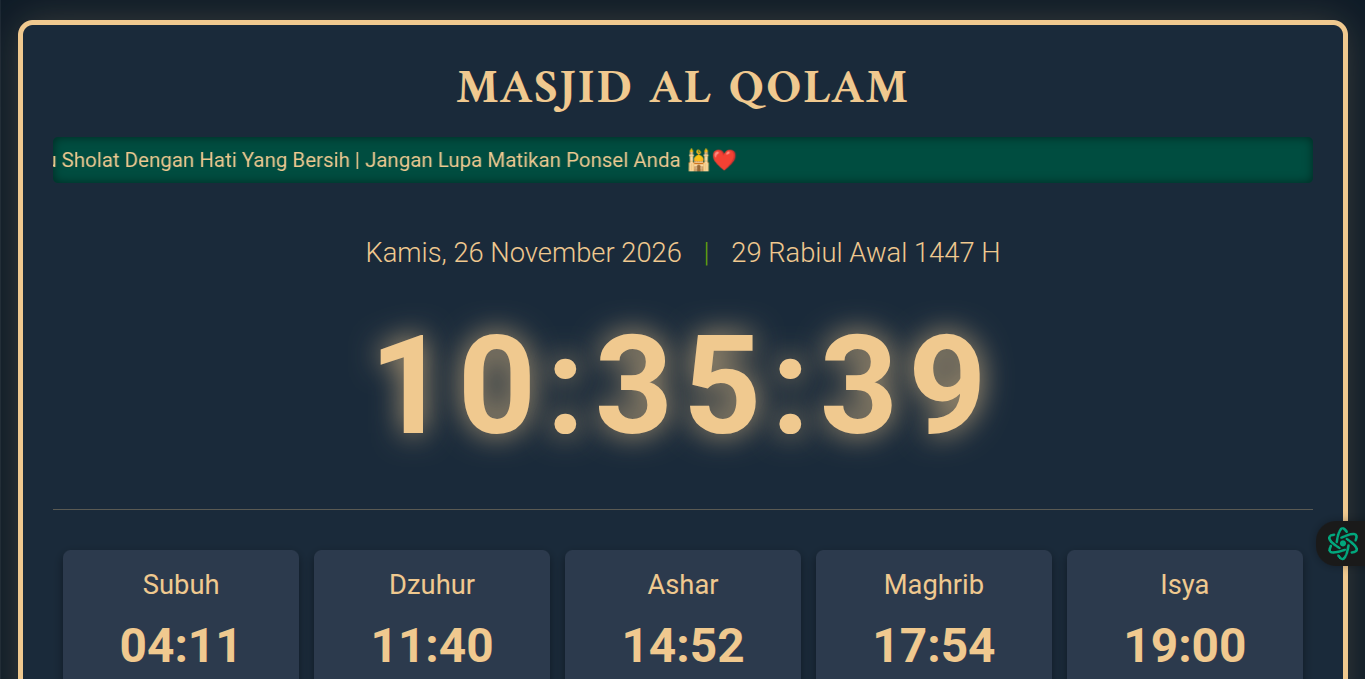 MASJID AL QOLAM
Sholat Dengan Hati Yang Bersih | Jangan Lupa Matikan Ponsel Anda 🕌❤️
Kamis, 26 November 2026 | 29 Rabiul Awal 1447 H
10:35:39
Subuh Dzuhur Ashar Maghrib Isya
04:11 11:40 14:52 17:54 19:00